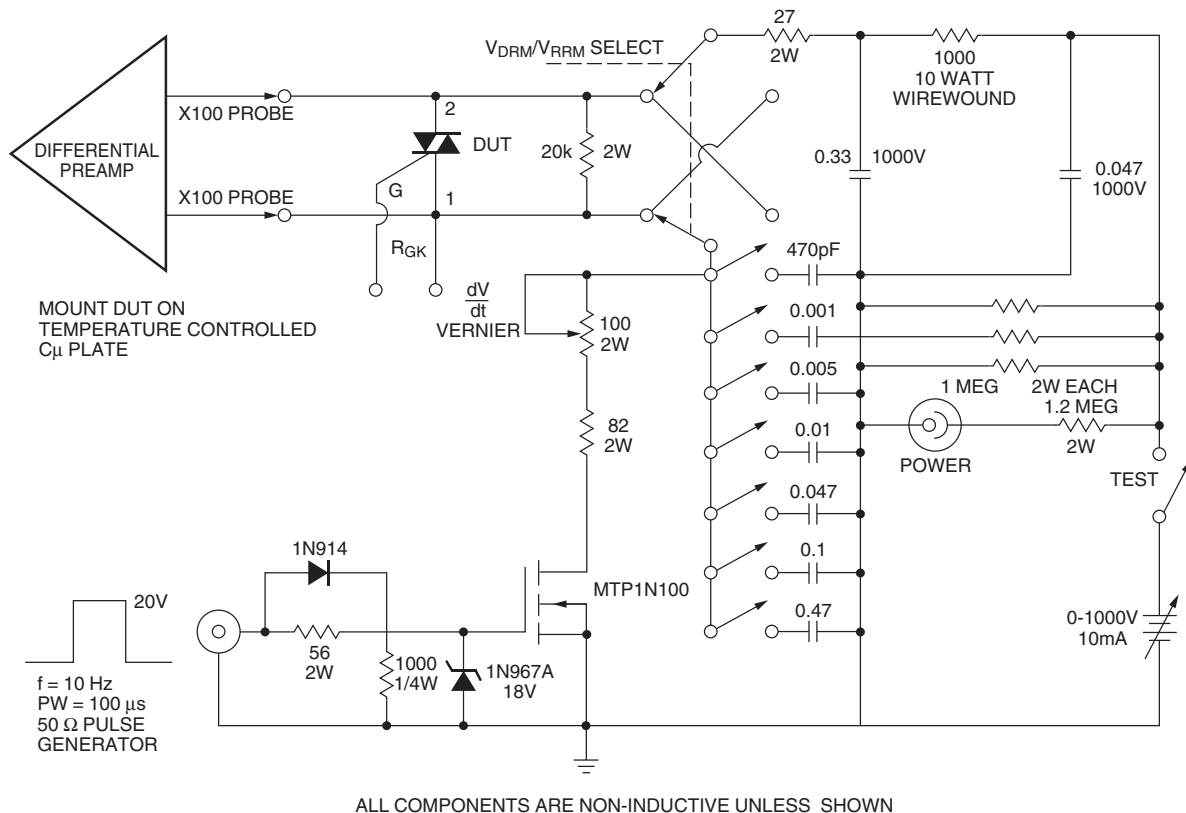 27
2W
V_DRM/V_RRM SELECT
1000
10 WATT
WIREWOUND
X100 PROBE
2
DIFFERENTIAL
PREAMP
DUT
20k
2W
0.33
1000V
0.047
1000V
G
1
X100 PROBE
R_GK
470pF
MOUNT DUT ON
TEMPERATURE CONTROLLED
Cμ PLATE
dV
dt
VERNIER
100
2W
0.001
0.005
1 MEG
2W EACH
1.2 MEG
2W
82
2W
0.01
POWER
TEST
0.047
1N914
0.1
MTP1N100
20V
0.47
0-1000V
10mA
56
2W
1000
1/4W
1N967A
18V
f = 10 Hz
PW = 100 μs
50 Ω PULSE
GENERATOR
ALL COMPONENTS ARE NON-INDUCTIVE UNLESS SHOWN